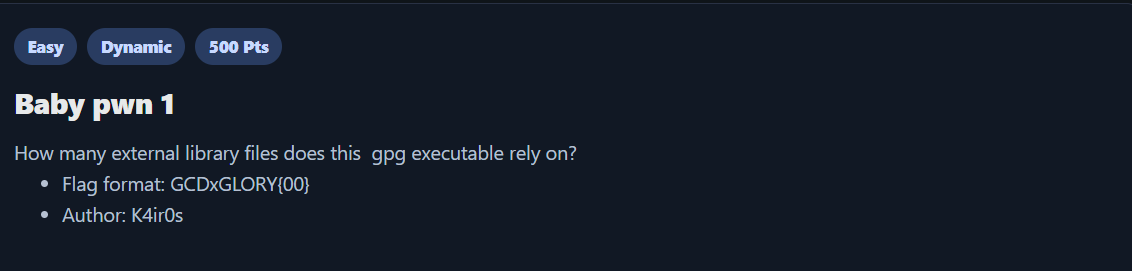 Easy Dynamic 500 Pts
Baby pwn 1
How many external library files does this  gpg executable rely on?
• Flag format: GCDxGLORY{00}
• Author: K4ir0s